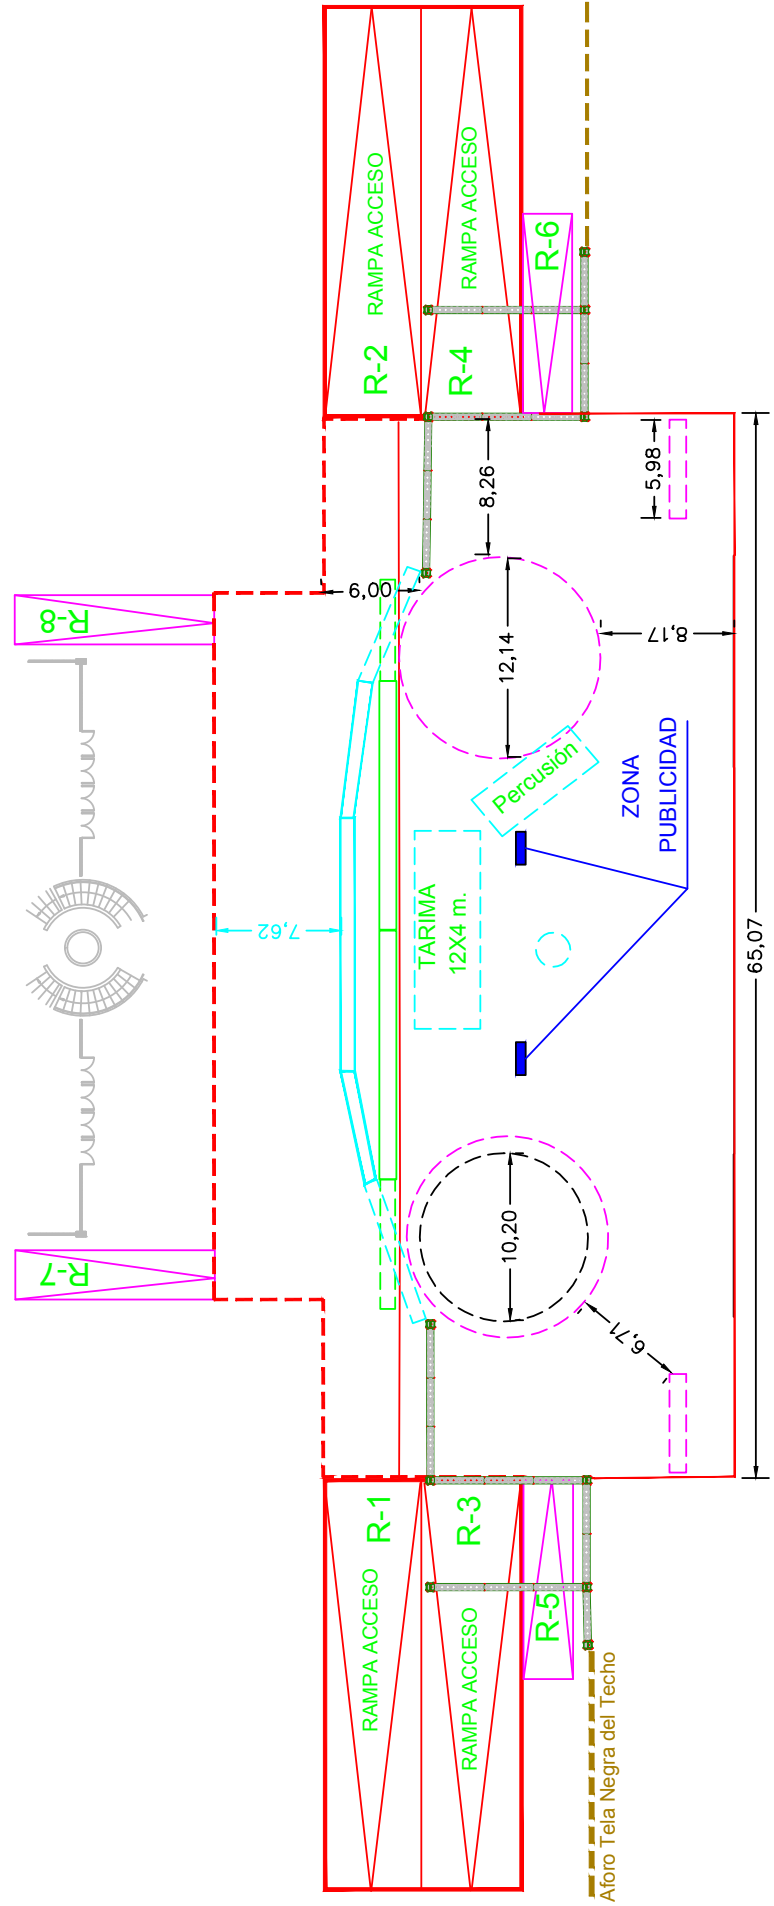 RAMPA ACCESO
RAMPA ACCESO
R-2
R-4
R-6
8,26
5,98
R-8
9,00
12,14
8,17
Percusión
ZONA
PUBLICIDAD
7,62
TARIMA
12X4 m.
65,07
10,20
R-7
6,71
R-1
R-3
R-5
RAMPA ACCESO
RAMPA ACCESO
Aforo Tela Negra del Techo